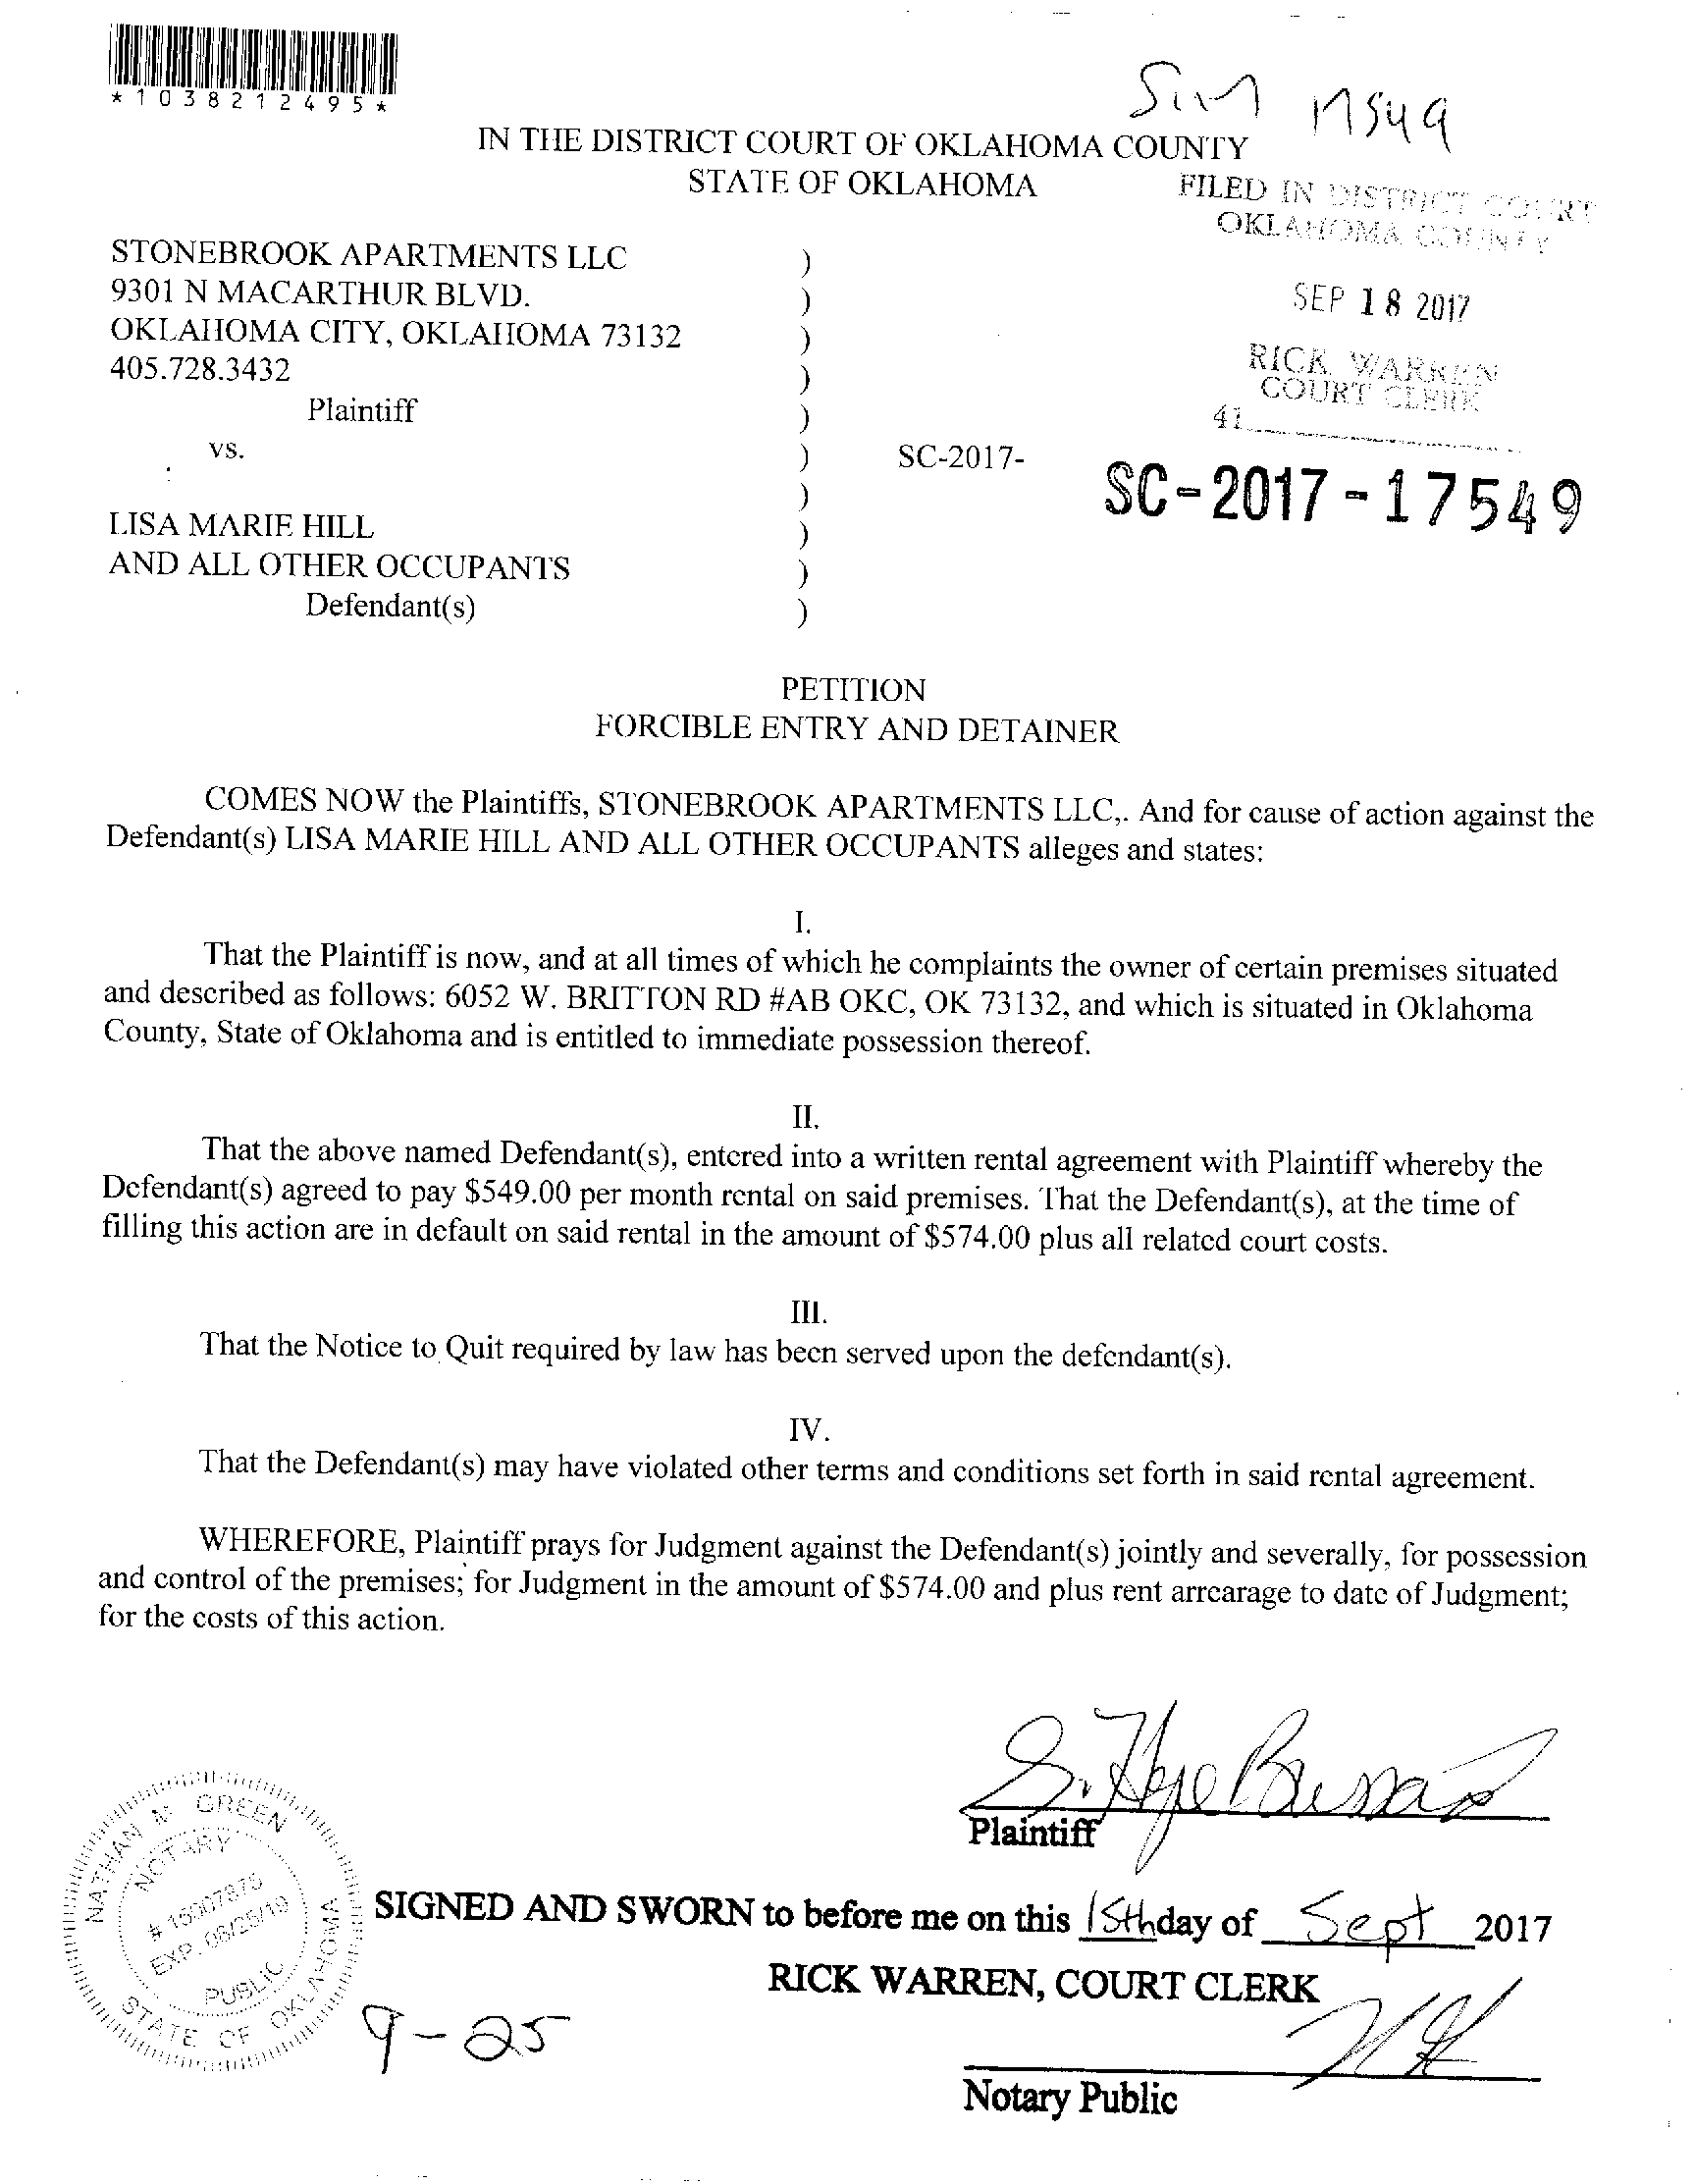 *1038212495*
17549
IN THE DISTRICT COURT OF OKLAHOMA COUNTY
STATE OF OKLAHOMA
FILED IN DISTRICT COURT
OKLAHOMA COUNTY
STONEBROOK APARTMENTS LLC )
9301 N MACARTHUR BLVD. )
SEP 18 2017
OKLAHOMA CITY, OKLAHOMA 73132 )
405.728.3432 )
RICK WARREN
COURT CLERK
Plaintiff )
41
vs. ) SC-2017-
SC-2017-17549
)
LISA MARIE HILL )
AND ALL OTHER OCCUPANTS )
Defendant(s) )
PETITION
FORCIBLE ENTRY AND DETAINER
COMES NOW the Plaintiffs, STONEBROOK APARTMENTS LLC,. And for cause of action against the
Defendant(s) LISA MARIE HILL AND ALL OTHER OCCUPANTS alleges and states:
I.
That the Plaintiff is now, and at all times of which he complaints the owner of certain premises situated
and described as follows: 6052 W. BRITTON RD #AB OKC, OK 73132, and which is situated in Oklahoma
County, State of Oklahoma and is entitled to immediate possession thereof.
II.
That the above named Defendant(s), entered into a written rental agreement with Plaintiff whereby the
Defendant(s) agreed to pay $549.00 per month rental on said premises. That the Defendant(s), at the time of
filling this action are in default on said rental in the amount of $574.00 plus all related court costs.
III.
That the Notice to Quit required by law has been served upon the defendant(s).
IV.
That the Defendant(s) may have violated other terms and conditions set forth in said rental agreement.
WHEREFORE, Plaintiff prays for Judgment against the Defendant(s) jointly and severally, for possession
and control of the premises; for Judgment in the amount of $574.00 and plus rent arrearage to date of Judgment;
for the costs of this action.
Plaintiff
NATHAN M GREEN
NOTARY
# 15007875
EXP. 06/25/19
PUBLIC
STATE OF OKLAHOMA
SIGNED AND SWORN to before me on this 15th day of Sept 2017
RICK WARREN, COURT CLERK
9-25
Notary Public